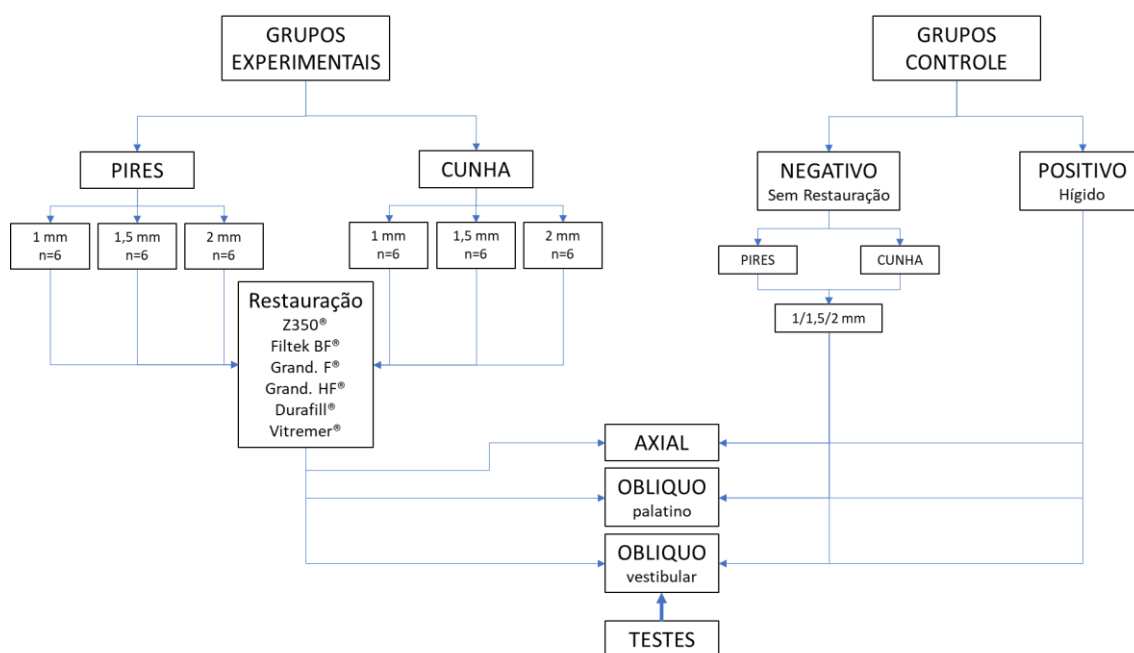 GRUPOS
EXPERIMENTAIS
GRUPOS
CONTROLE
PIRES
CUNHA
NEGATIVO
Sem Restauração
POSITIVO
Hígido
1 mm
n=6
1,5 mm
n=6
2 mm
n=6
1 mm
n=6
1,5 mm
n=6
2 mm
n=6
PIRES
CUNHA
1/1,5/2 mm
Restauração
Z350®
Filtek BF®
Grand. F®
Grand. HF®
Durafill®
Vitremer®
AXIAL
OBLIQUO
palatino
OBLIQUO
vestibular
TESTES